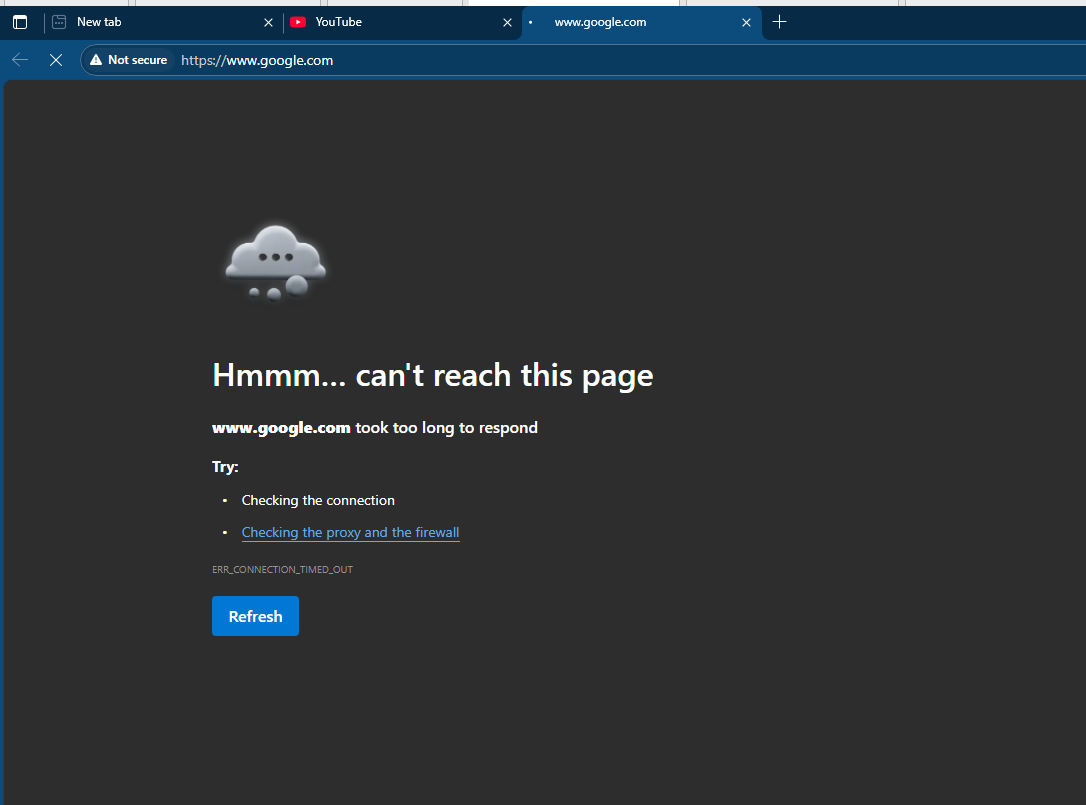 New tab
YouTube
www.google.com
Not secure https://www.google.com
Hmmm... can't reach this page
www.google.com took too long to respond
Try:
• Checking the connection
• Checking the proxy and the firewall
ERR_CONNECTION_TIMED_OUT
Refresh